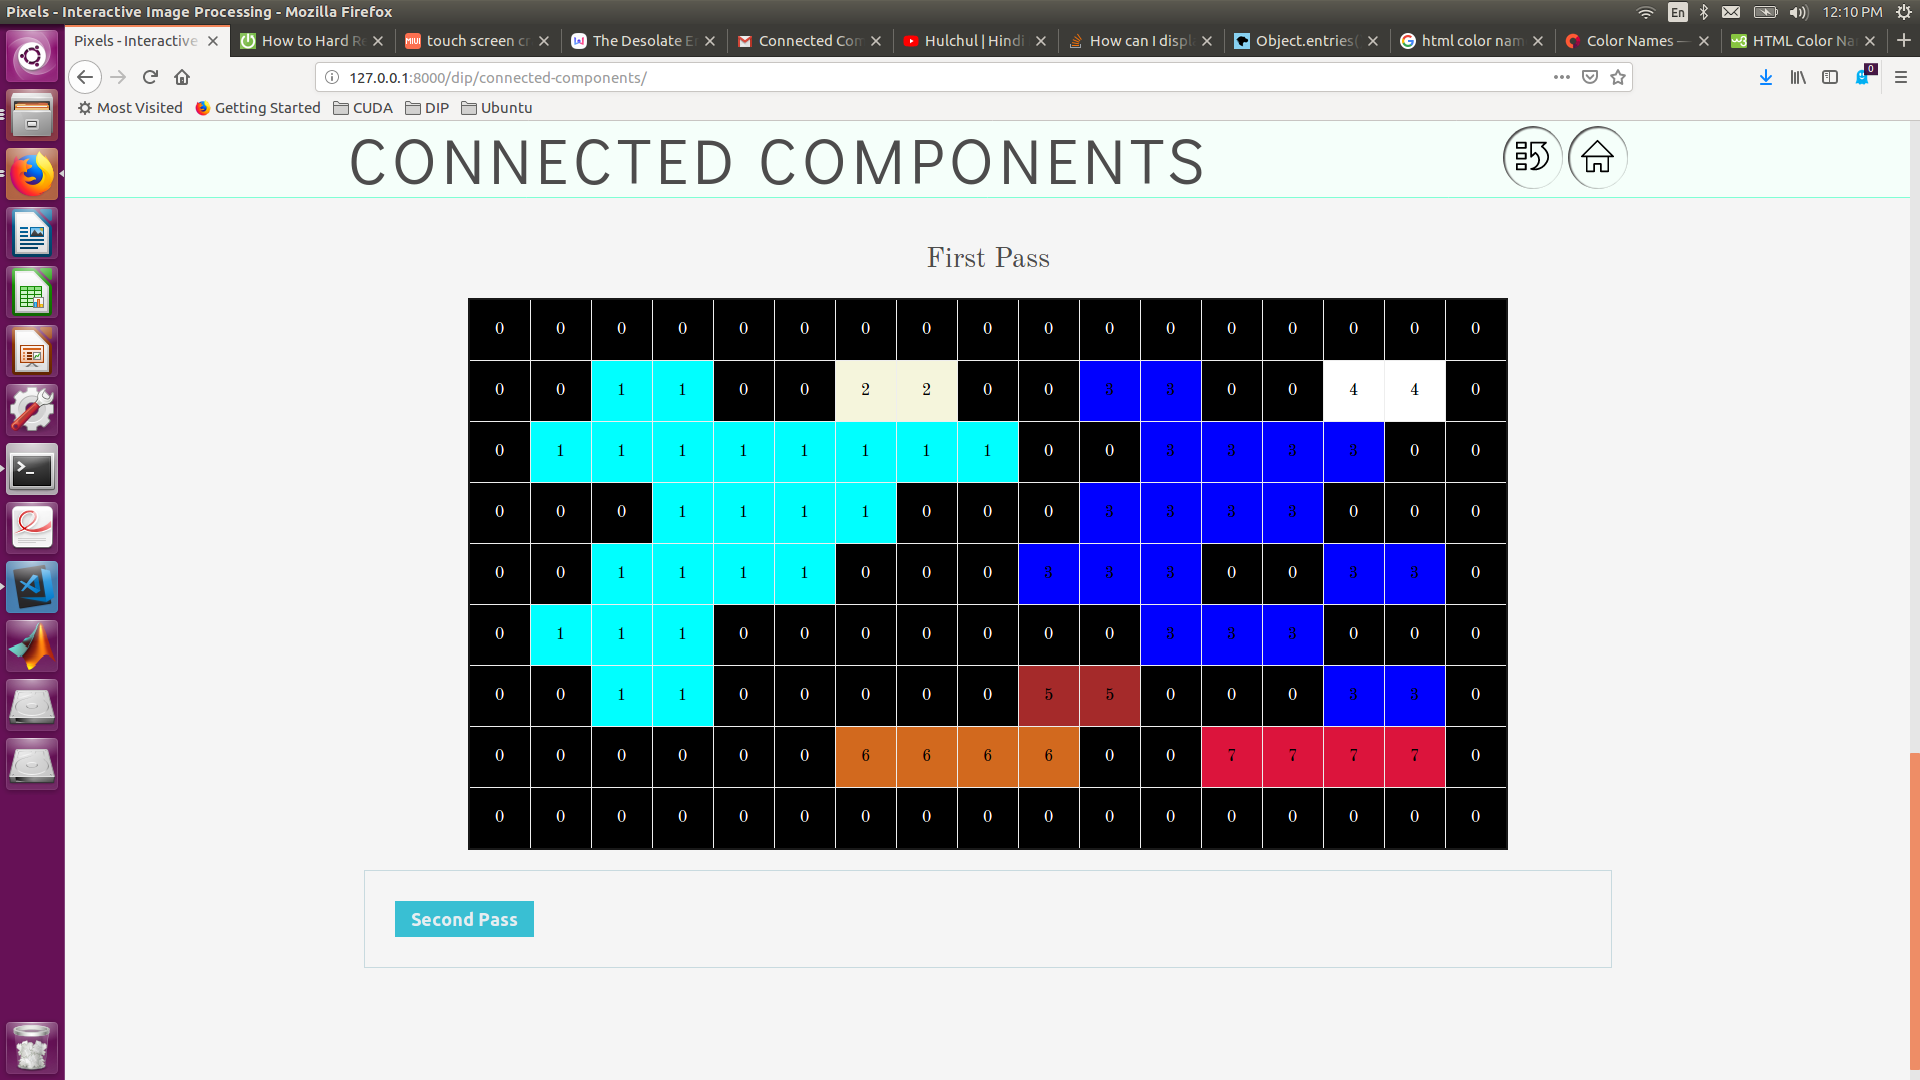 Pixels - Interactive Image Processing - Mozilla Firefox
En
12:10 PM
Pixels - Interactive
How to Hard R
touch screen cr
The Desolate E
Connected Com
Hulchul | Hindi
How can I displ
Object.entries(
html color nam
Color Names —
HTML Color Na
127.0.0.1:8000/dip/connected-components/
0
Most Visited
Getting Started
CUDA
DIP
Ubuntu
CONNECTED COMPONENTS
First Pass
0 0 0 0 0 0 0 0 0 0 0 0 0 0 0 0 0
0 0 1 1 0 0 2 2 0 0 3 3 0 0 4 4 0
0 1 1 1 1 1 1 1 1 0 0 3 3 3 3 0 0
0 0 0 1 1 1 1 0 0 0 3 3 3 3 0 0 0
0 0 1 1 1 1 0 0 0 3 3 3 0 0 3 3 0
0 1 1 1 0 0 0 0 0 0 0 3 3 3 0 0 0
0 0 1 1 0 0 0 0 0 5 5 0 0 0 3 3 0
0 0 0 0 0 0 6 6 6 6 0 0 7 7 7 7 0
0 0 0 0 0 0 0 0 0 0 0 0 0 0 0 0 0
Second Pass